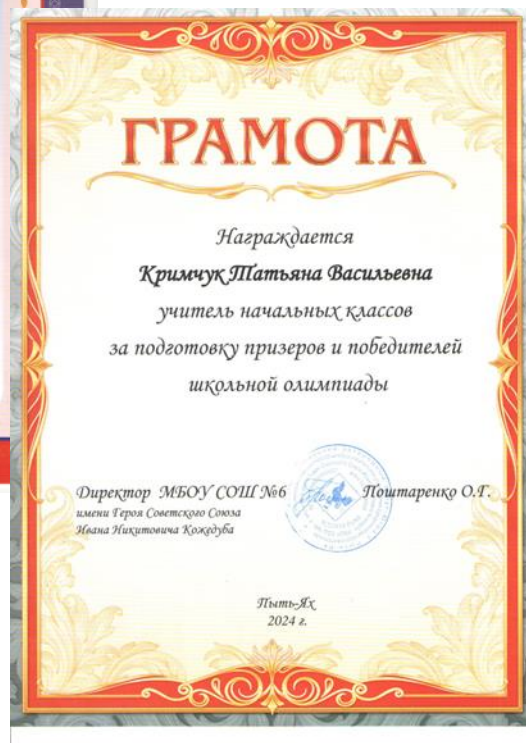 ГРАМОТА
Награждается
Кримчук Татьяна Васильевна
учитель начальных классов
за подготовку призеров и победителей
школьной олимпиады
Директор МБОУ СОШ №6 Поштаренко О.Г.
имени Героя Советского Союза
Ивана Никитовича Кожедуба
Пыть-Ях
2024 г.